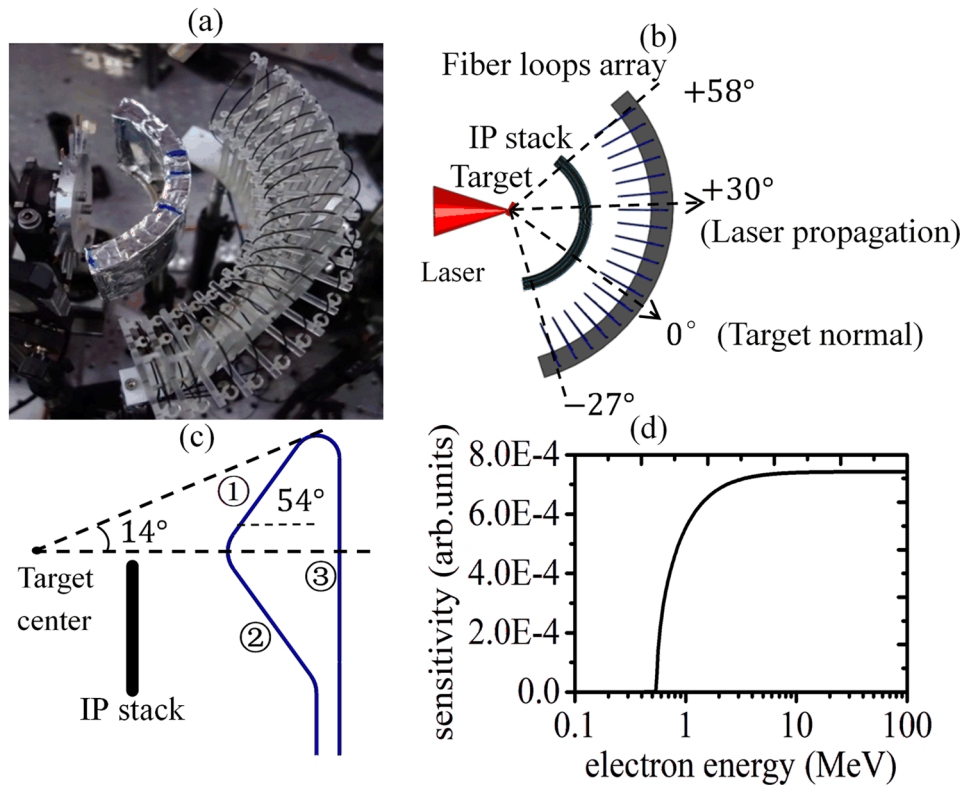 (a)
(b)
Fiber loops array
+58°
IP stack
Target
+30°
(Laser propagation)
Laser
0° (Target normal)
−27°
(c)
①
54°
14°
Target
center
③
②
IP stack
(d)
sensitivity (arb.units)
8.0E-4
6.0E-4
4.0E-4
2.0E-4
0.0
0.1 1 10 100
electron energy (MeV)